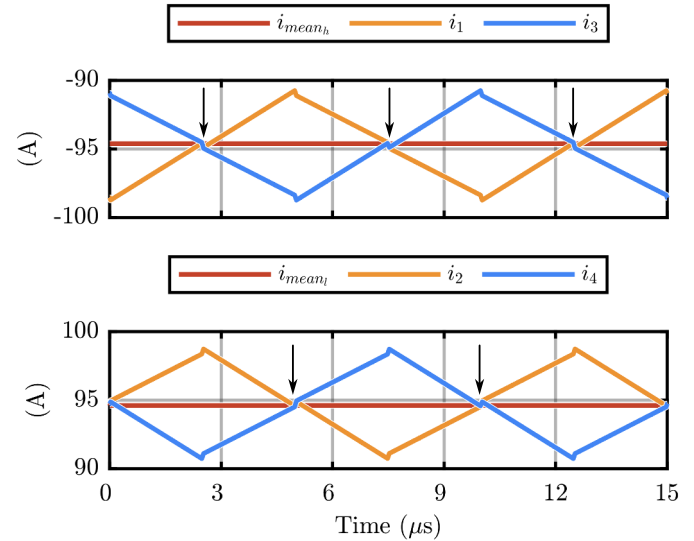 i_{mean_h} i_1 i_3
-90
-95
-100
(A)
i_{mean_l} i_2 i_4
100
95
90
(A)
0 3 6 9 12 15
Time (μs)